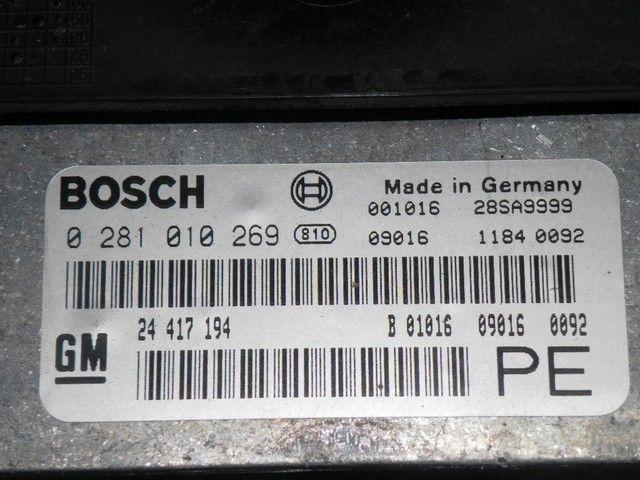 BOSCH Made in Germany
001016 28SA9999
0 281 010 269 810 09016 1184 0092
24 417 194 B 01016 09016 0092
GM PE